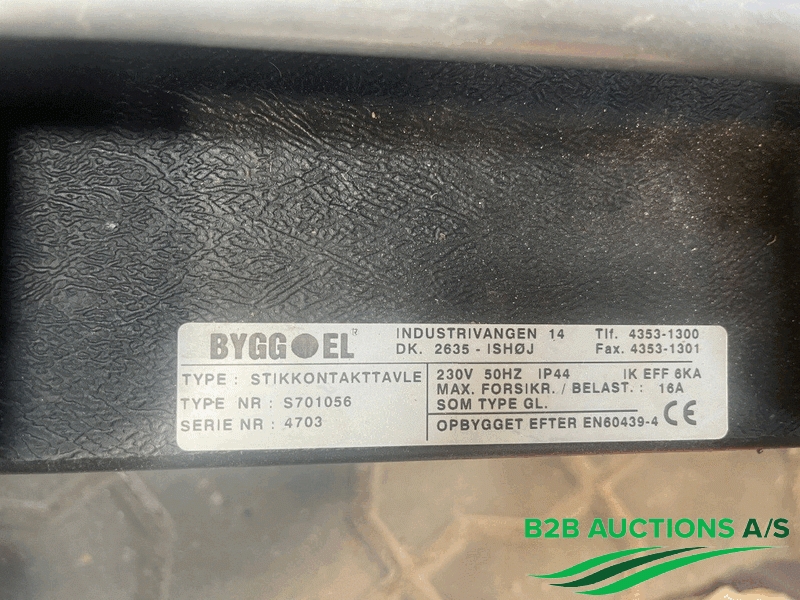 BYGG EL®
INDUSTRIVANGEN 14 Tlf. 4353-1300
DK. 2635 - ISHØJ Fax. 4353-1301
TYPE : STIKKONTAKTTAVLE
TYPE NR : S701056
SERIE NR : 4703
230V 50HZ IP44 IK EFF 6KA
MAX. FORSIKR. / BELAST. : 16A
SOM TYPE GL.
OPBYGGET EFTER EN60439-4 CE
B2B AUCTIONS A/S